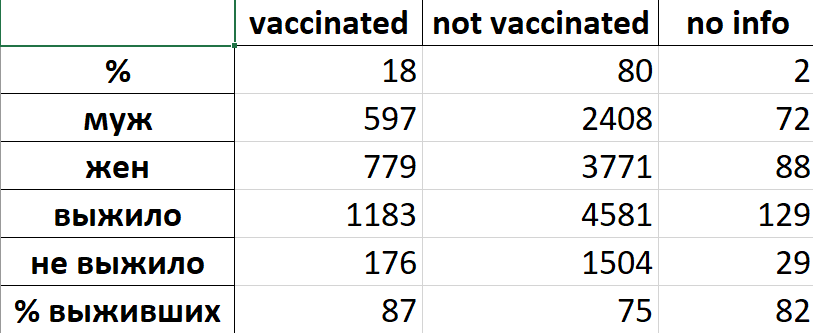 vaccinated not vaccinated no info
% 18 80 2
муж 597 2408 72
жен 779 3771 88
выжило 1183 4581 129
не выжило 176 1504 29
% выживших 87 75 82